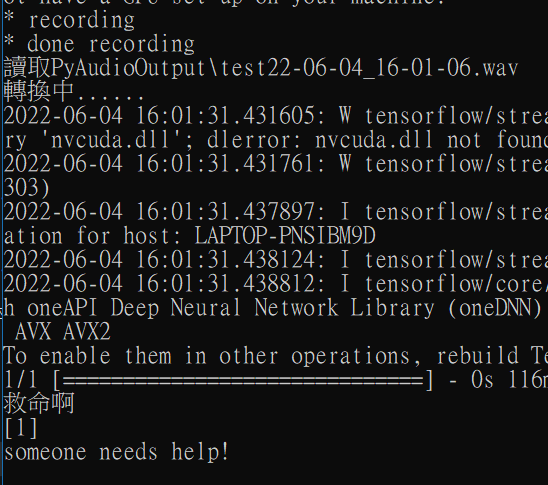 ot have a GPU set up on your machine.
* recording
* done recording
讀取PyAudioOutput\test22-06-04_16-01-06.wav
轉換中......
2022-06-04 16:01:31.431605: W tensorflow/strea
ry 'nvcuda.dll'; dlerror: nvcuda.dll not found
2022-06-04 16:01:31.431761: W tensorflow/strea
303)
2022-06-04 16:01:31.437897: I tensorflow/strea
ation for host: LAPTOP-PNSIBM9D
2022-06-04 16:01:31.438124: I tensorflow/strea
2022-06-04 16:01:31.438812: I tensorflow/core/
h oneAPI Deep Neural Network Library (oneDNN)
AVX AVX2
To enable them in other operations, rebuild Te
1/1 [==============================] - 0s 116m
救命啊
[1]
someone needs help!